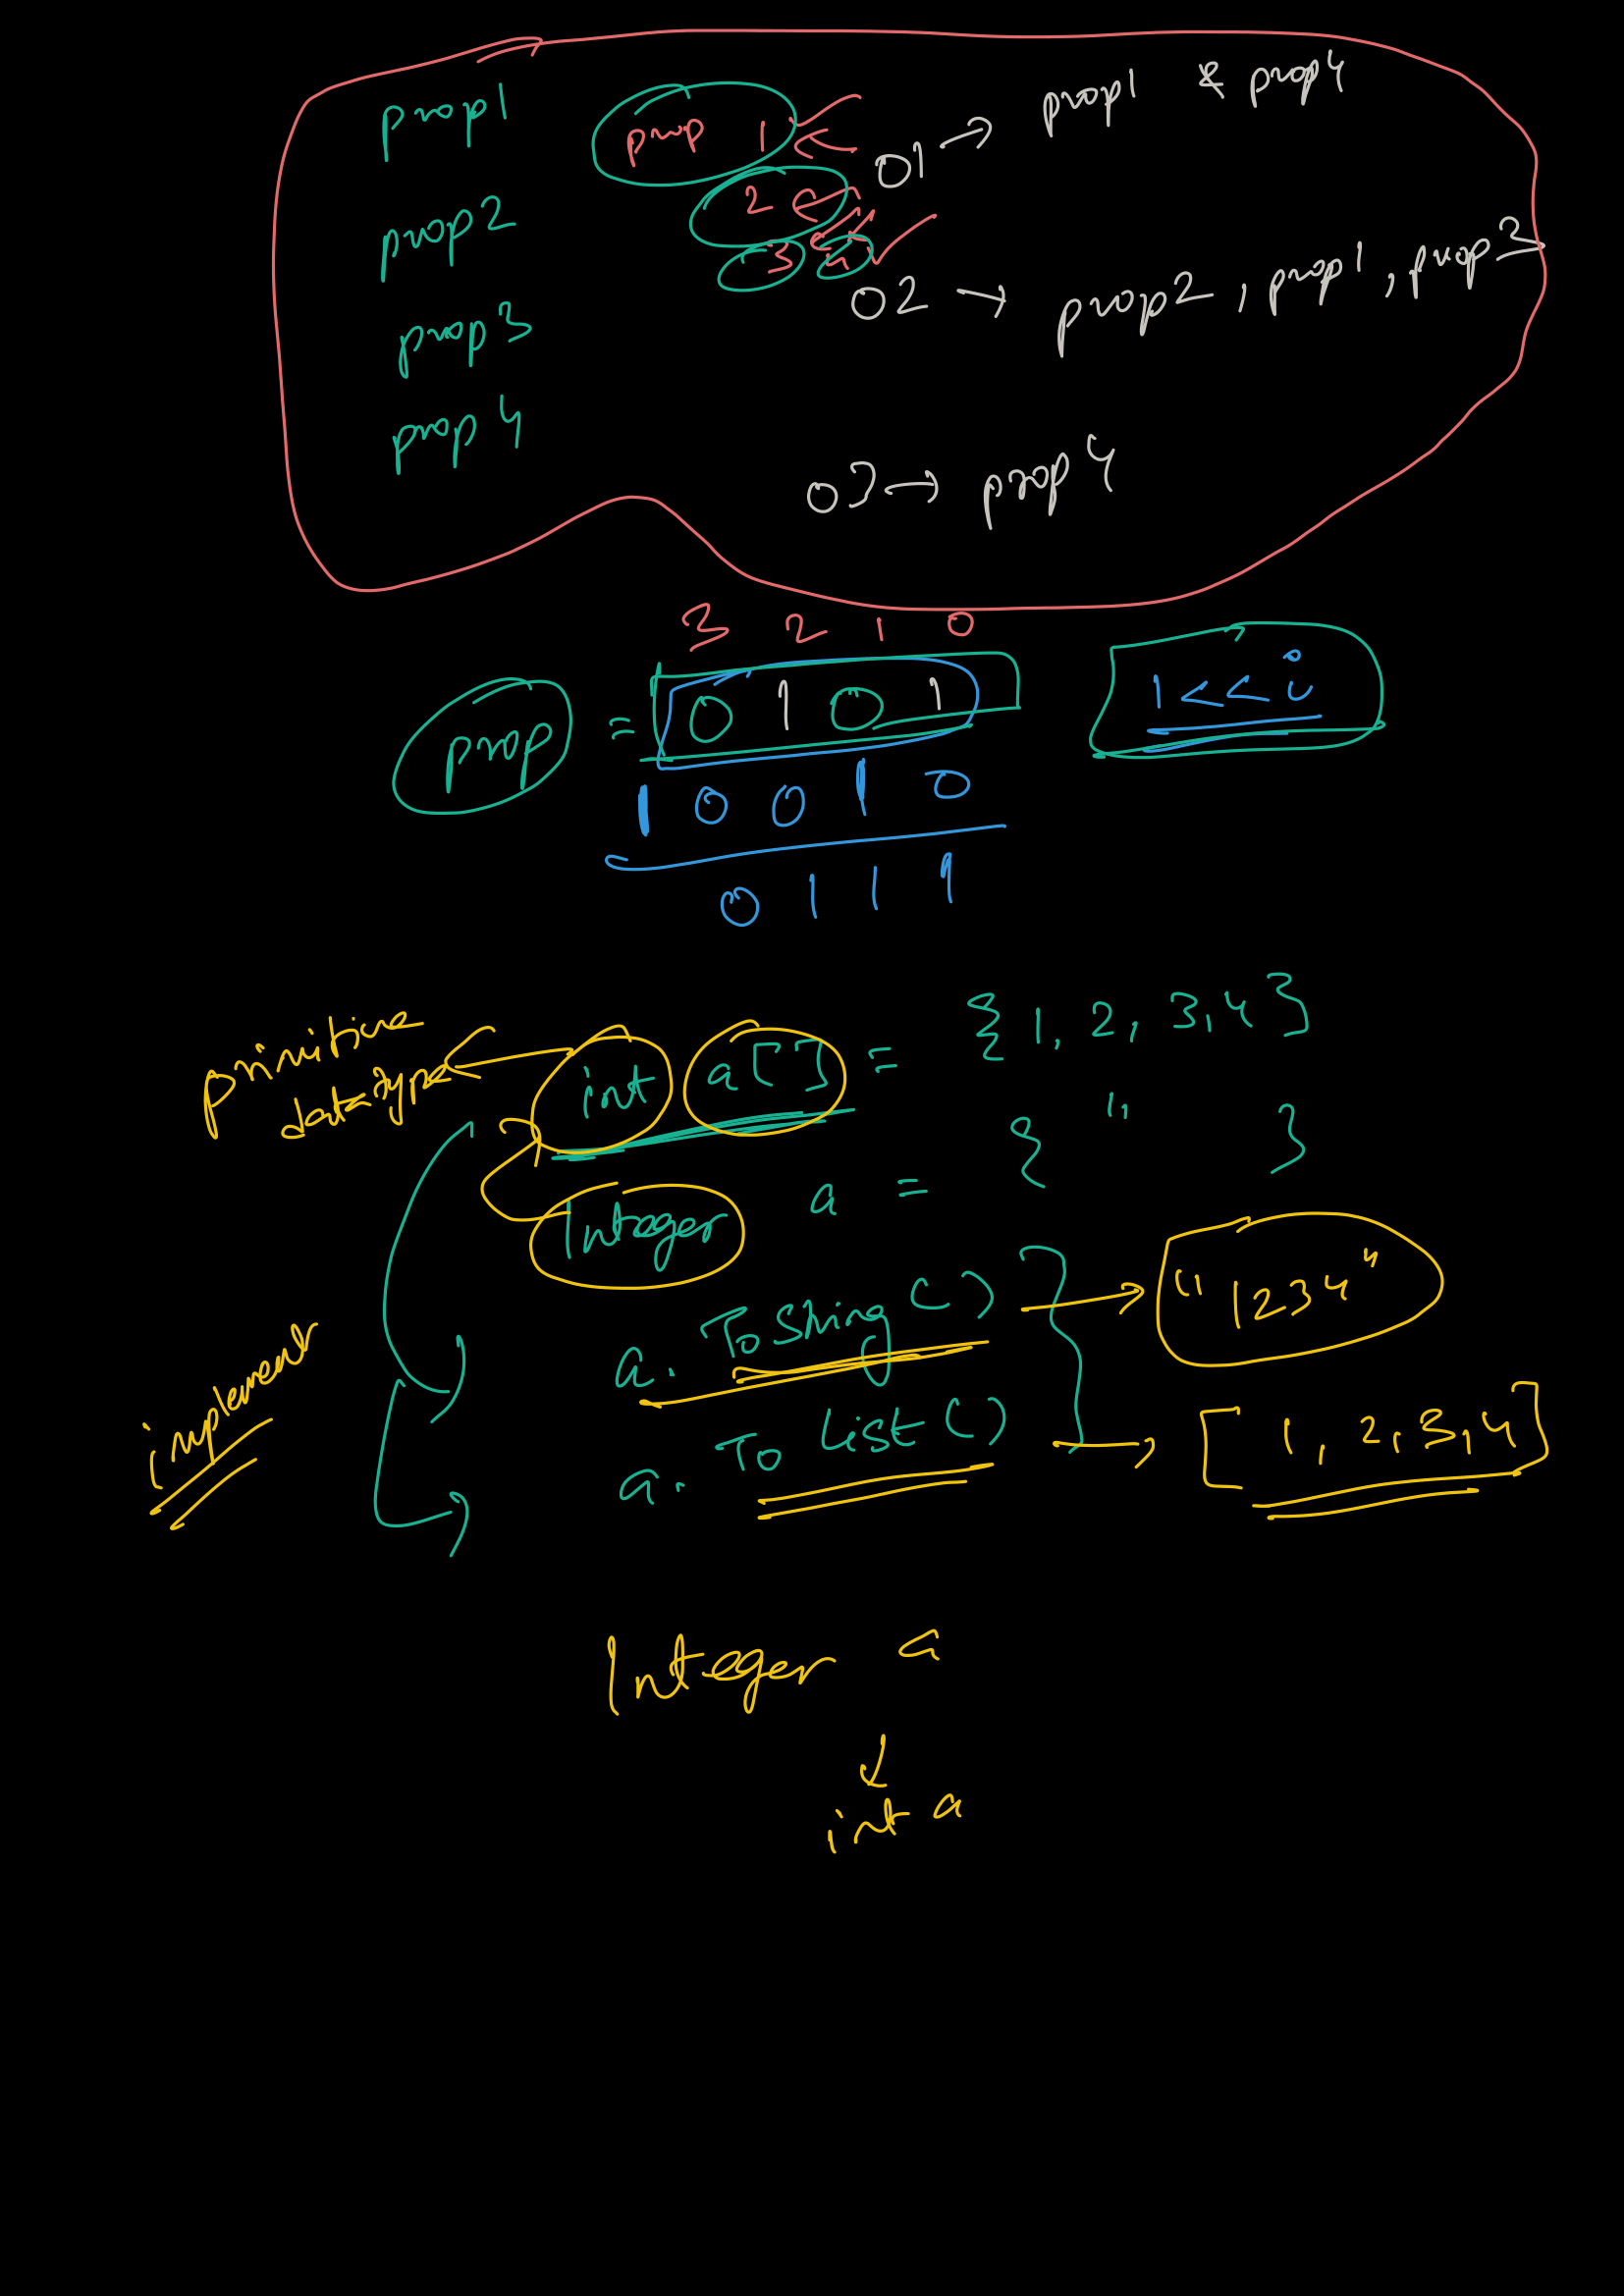 prop1 prop 1 O1 → prop1 & prop4
prop2 2
3 4 O2 → prop2, prop1, prop3
prop3
prop4
O3 → prop4
3 2 1 0
prop = 0 1 0 1 1 << i
1 0 0 1 0
0 1 1 1
primitive int a[] = {1, 2, 3, 4}
datatype
Integer a = { " }
a. ToString() → "1234"
implement a. To List() → [1, 2, 3, 4]
Integer a
↓
int a